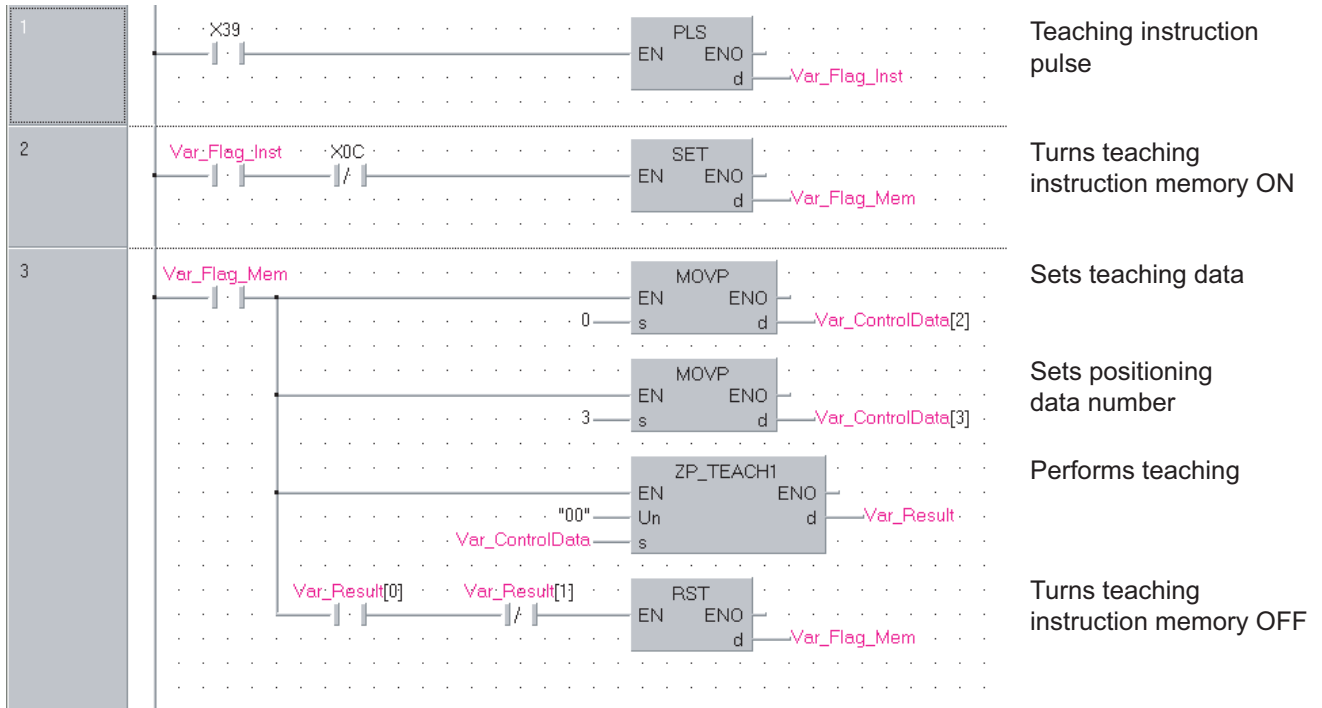 1
X39
PLS
EN ENO
d
Var_Flag_Inst
Teaching instruction
pulse
2
Var_Flag_Inst
X0C
SET
EN ENO
d
Var_Flag_Mem
Turns teaching
instruction memory ON
3
Var_Flag_Mem
MOVP
EN ENO
0
s d
Var_ControlData[2]
Sets teaching data
MOVP
EN ENO
3
s d
Var_ControlData[3]
Sets positioning
data number
ZP_TEACH1
EN ENO
"00"
Un d
Var_Result
Var_ControlData
s
Performs teaching
Var_Result[0]
Var_Result[1]
RST
EN ENO
d
Var_Flag_Mem
Turns teaching
instruction memory OFF